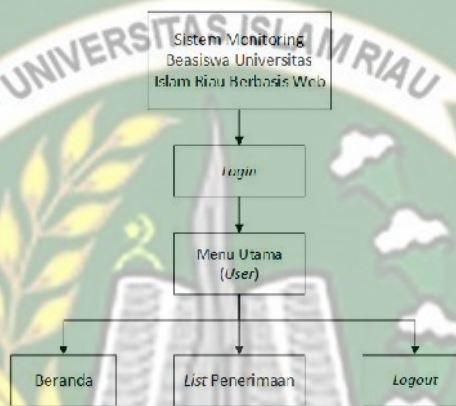 UNIVERSITAS ISLAM RIAU
Sistem Monitoring
Beasiswa Universitas
Islam Riau Berbasis Web
Login
Menu Utama
(User)
Beranda
List Penerimaan
Logout